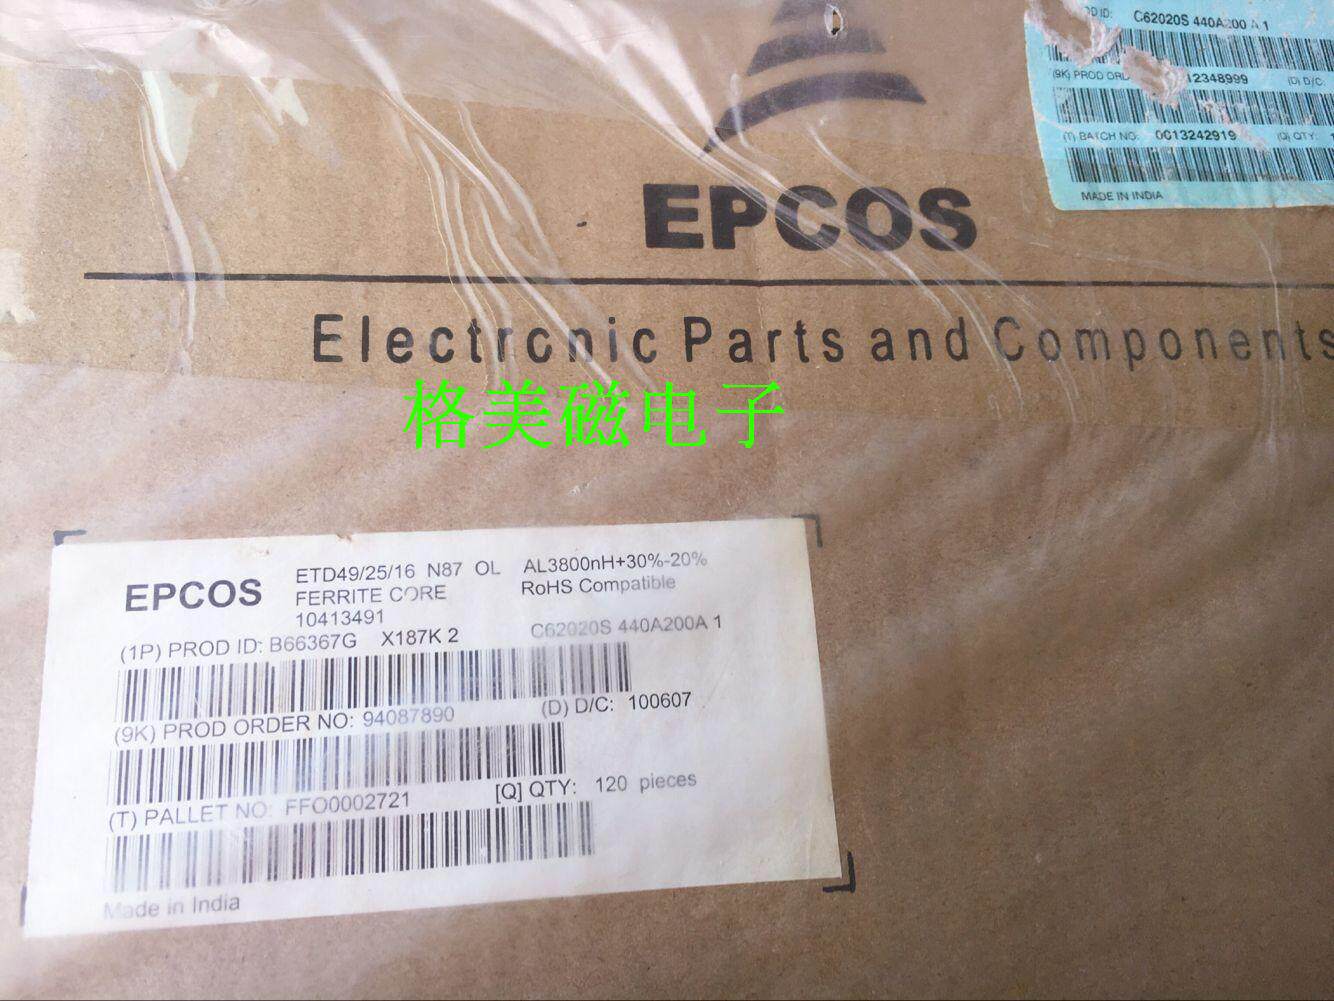 PROD ID: C62020S 440A200 A 1
(9K) PROD ORD 12348999 (D) D/C:
(T) BATCH NO: 0013242919 (Q) QTY:
MADE IN INDIA
EPCOS
Electrcnic Parts and Components
格美磁电子
EPCOS ETD49/25/16 N87 OL AL3800nH+30%-20%
FERRITE CORE RoHS Compatible
10413491
(1P) PROD ID: B66367G X187K 2 C62020S 440A200A 1
(9K) PROD ORDER NO: 94087890 (D) D/C: 100607
(T) PALLET NO: FFO0002721 [Q] QTY: 120 pieces
Made in India